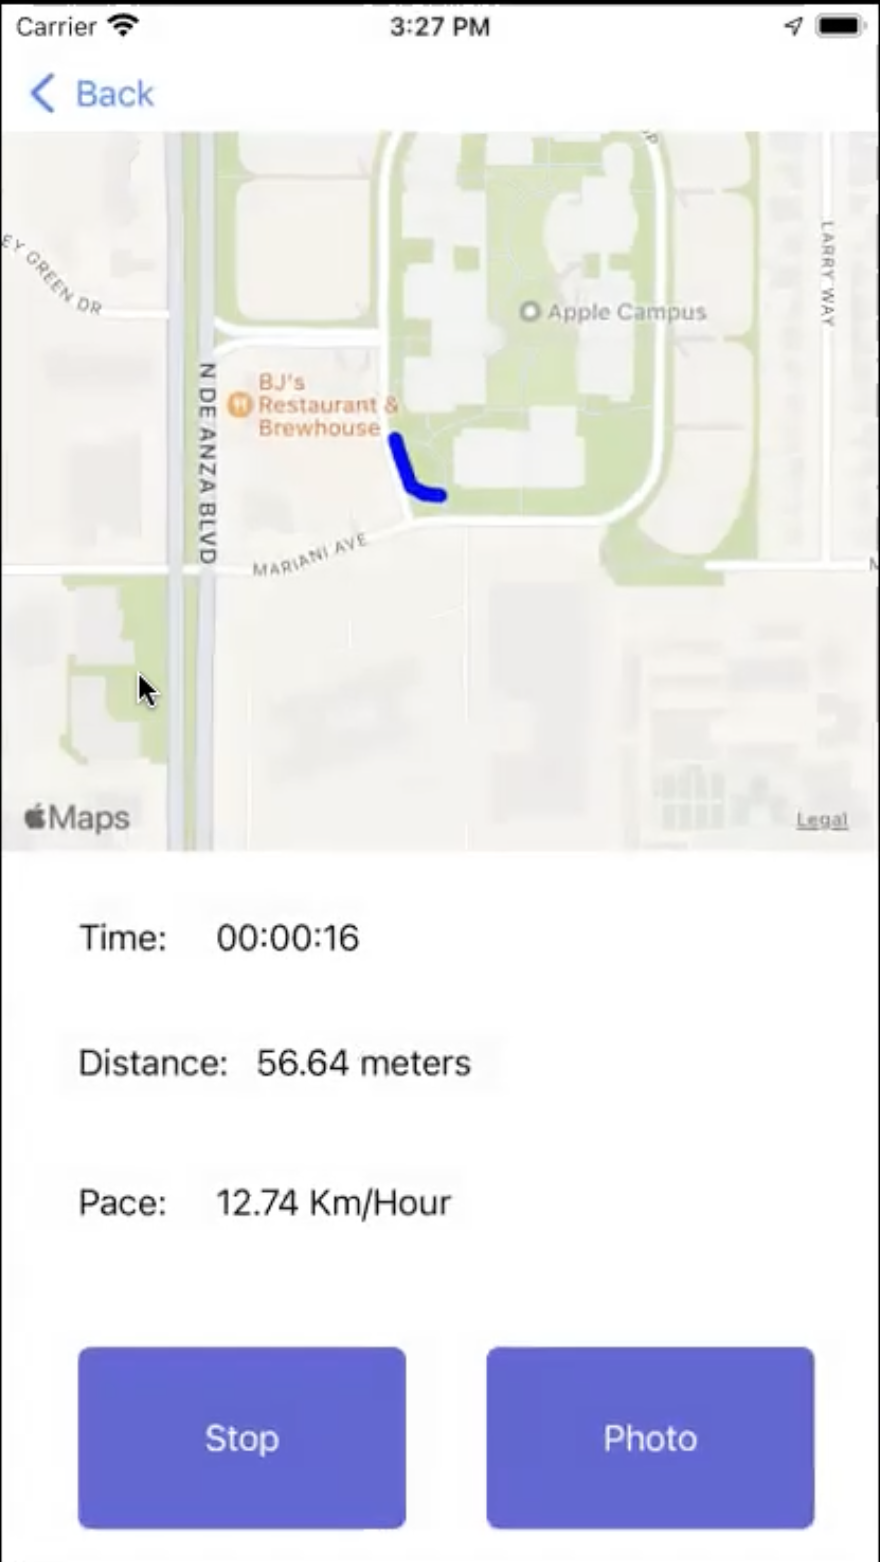 Carrier
3:27 PM
Back
EY GREEN DR
LARRY WAY
Apple Campus
N DE ANZA BLVD
BJ's
Restaurant &
Brewhouse
MARIANI AVE
Maps
Legal
Time: 00:00:16
Distance: 56.64 meters
Pace: 12.74 Km/Hour
Stop
Photo